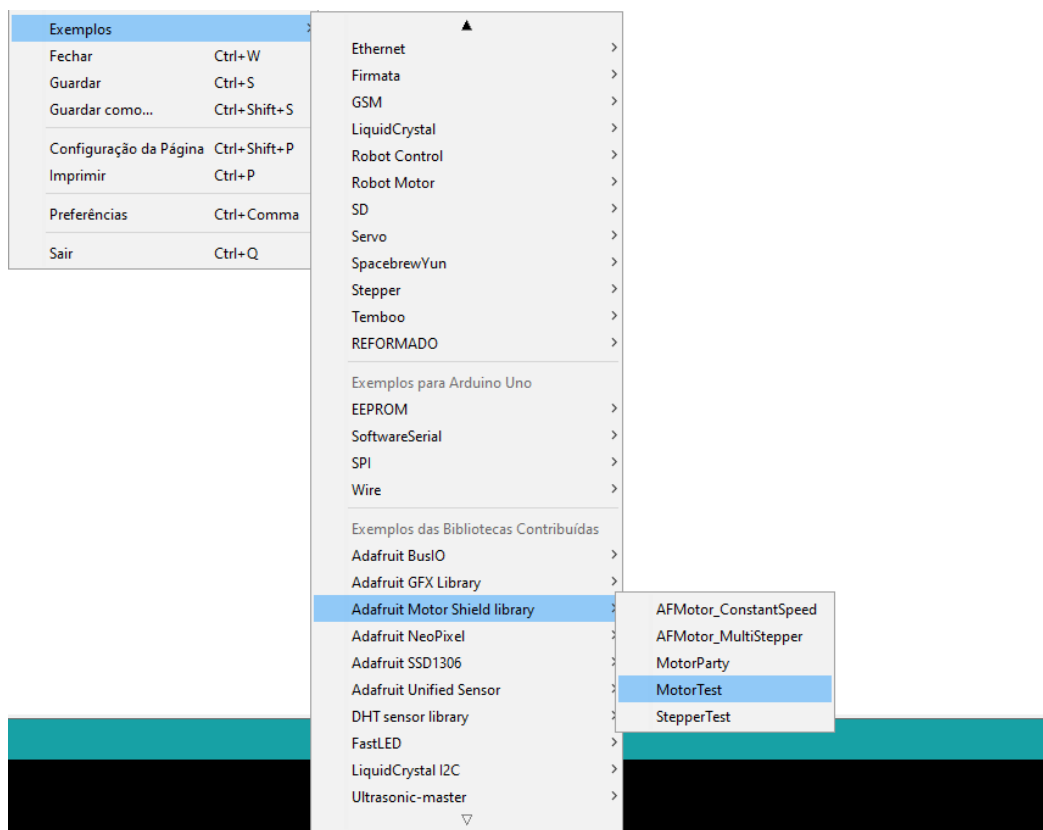 Exemplos
Fechar Ctrl+W
Guardar Ctrl+S
Guardar como... Ctrl+Shift+S
Configuração da Página Ctrl+Shift+P
Imprimir Ctrl+P
Preferências Ctrl+Comma
Sair Ctrl+Q
Ethernet
Firmata
GSM
LiquidCrystal
Robot Control
Robot Motor
SD
Servo
SpacebrewYun
Stepper
Temboo
REFORMADO
Exemplos para Arduino Uno
EEPROM
SoftwareSerial
SPI
Wire
Exemplos das Bibliotecas Contribuídas
Adafruit BusIO
Adafruit GFX Library
Adafruit Motor Shield library
Adafruit NeoPixel
Adafruit SSD1306
Adafruit Unified Sensor
DHT sensor library
FastLED
LiquidCrystal I2C
Ultrasonic-master
AFMotor_ConstantSpeed
AFMotor_MultiStepper
MotorParty
MotorTest
StepperTest